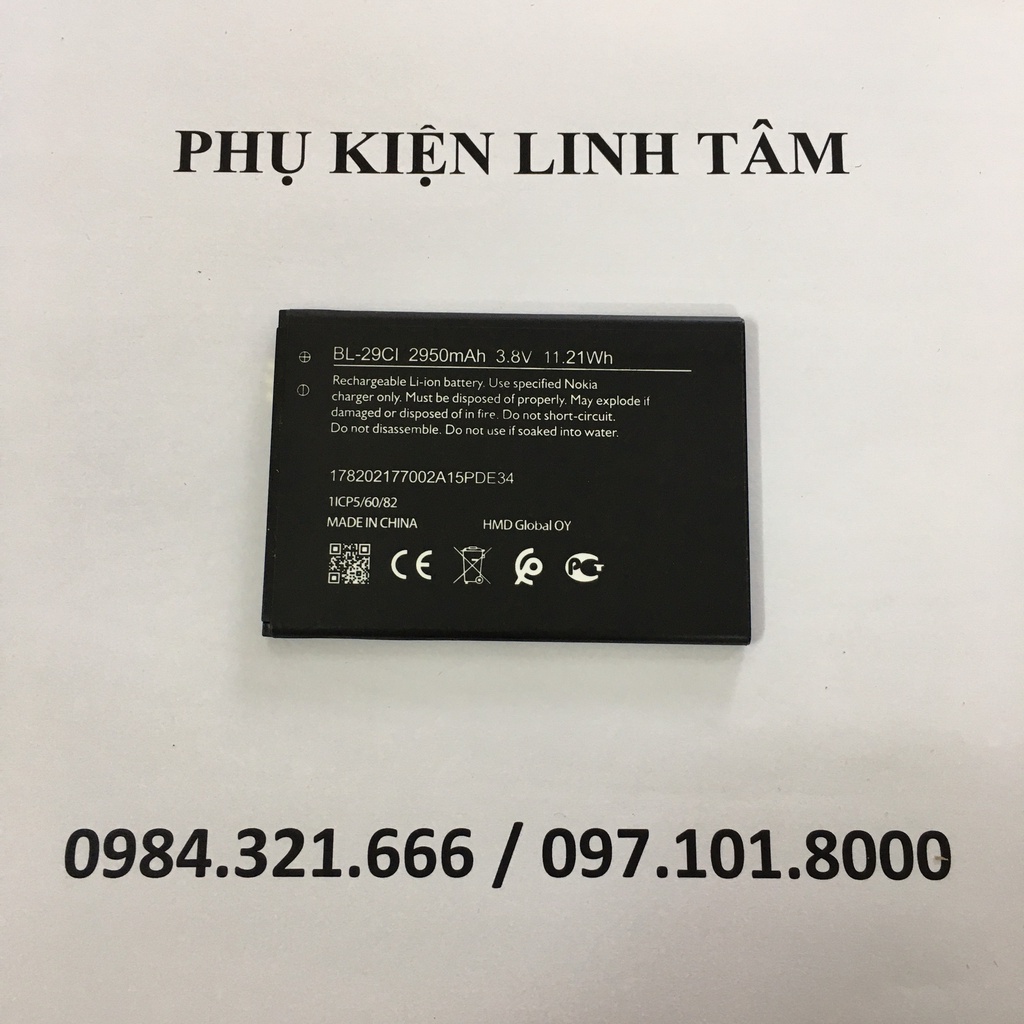 PHỤ KIỆN LINH TÂM
BL-29CI 2950mAh 3.8V 11.21Wh
Rechargeable Li-ion battery. Use specified Nokia
charger only. Must be disposed of properly. May explode if
damaged or disposed of in fire. Do not short-circuit.
Do not disassemble. Do not use if soaked into water.
178202177002A15PDE34
1ICP5/60/82
MADE IN CHINA HMD Global OY
CE PCT
0984.321.666 / 097.101.8000